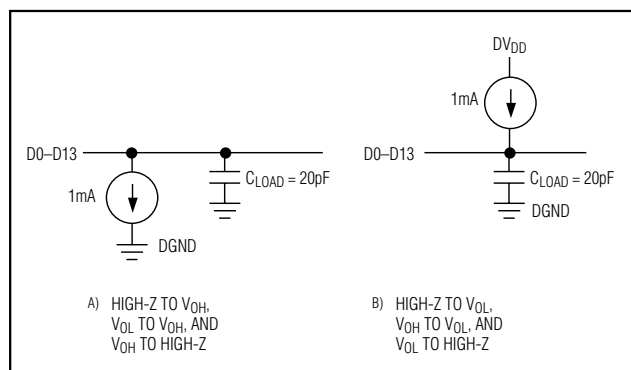 1mA
D0–D13
C_LOAD = 20pF
DGND
A) HIGH-Z TO V_OH,
V_OL TO V_OH, AND
V_OH TO HIGH-Z
DV_DD
1mA
D0–D13
C_LOAD = 20pF
DGND
B) HIGH-Z TO V_OL,
V_OH TO V_OL, AND
V_OL TO HIGH-Z